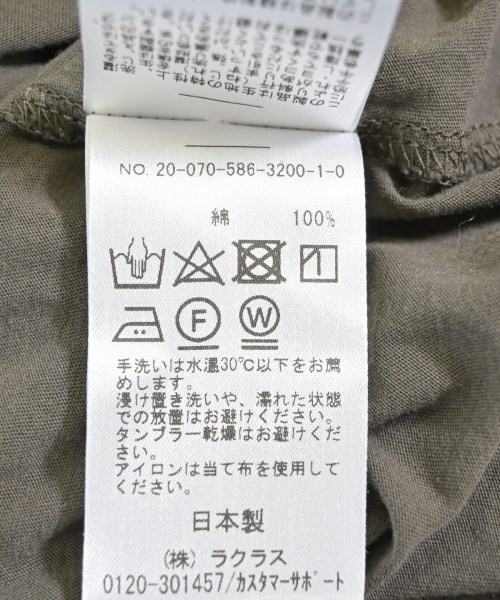 NO. 20-070-586-3200-1-0
綿 100%
F W
手洗いは水温30℃以下をお薦
めします。
浸け置き洗いや、濡れた状態
での放置はお避けください。
タンブラー乾燥はお避けくだ
さい。
アイロンは当て布を使用して
ください。
日本製
(株) ラクラス
0120-301457/カスタマーサポート